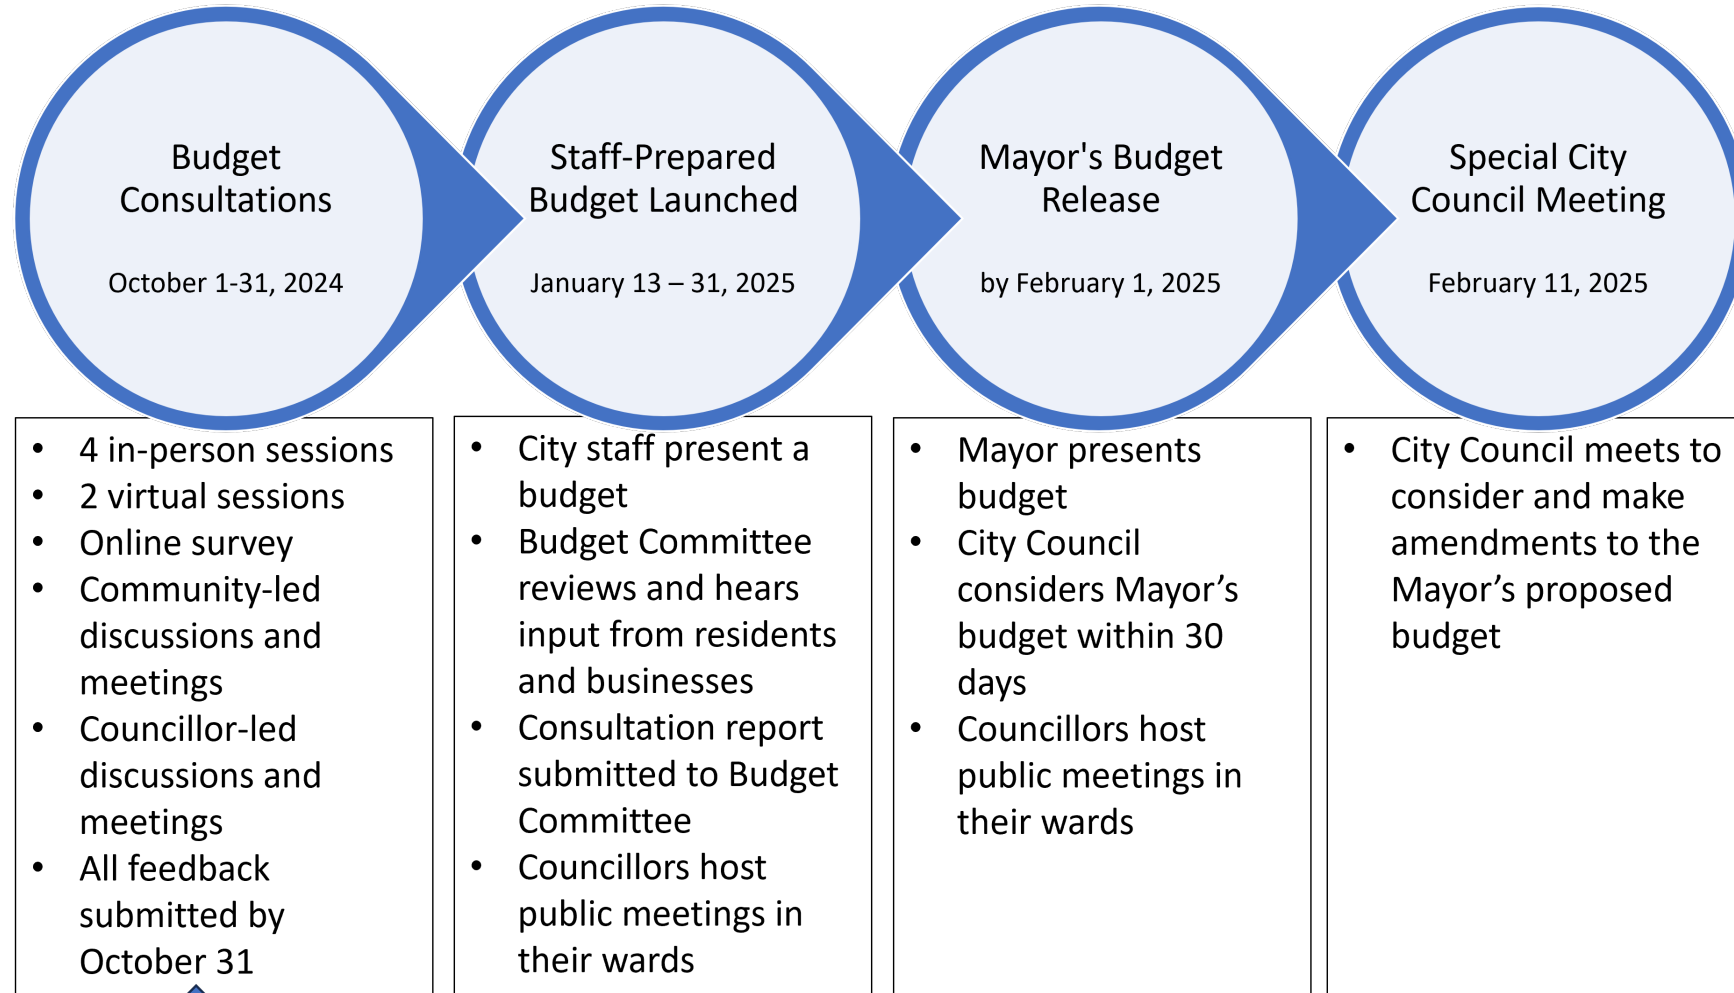 Budget
Consultations
October 1-31, 2024
Staff-Prepared
Budget Launched
January 13 – 31, 2025
Mayor's Budget
Release
by February 1, 2025
Special City
Council Meeting
February 11, 2025
• 4 in-person sessions
• 2 virtual sessions
• Online survey
• Community-led
discussions and
meetings
• Councillor-led
discussions and
meetings
• All feedback
submitted by
October 31
• City staff present a
budget
• Budget Committee
reviews and hears
input from residents
and businesses
• Consultation report
submitted to Budget
Committee
• Councillors host
public meetings in
their wards
• Mayor presents
budget
• City Council
considers Mayor’s
budget within 30
days
• Councillors host
public meetings in
their wards
• City Council meets to
consider and make
amendments to the
Mayor’s proposed
budget